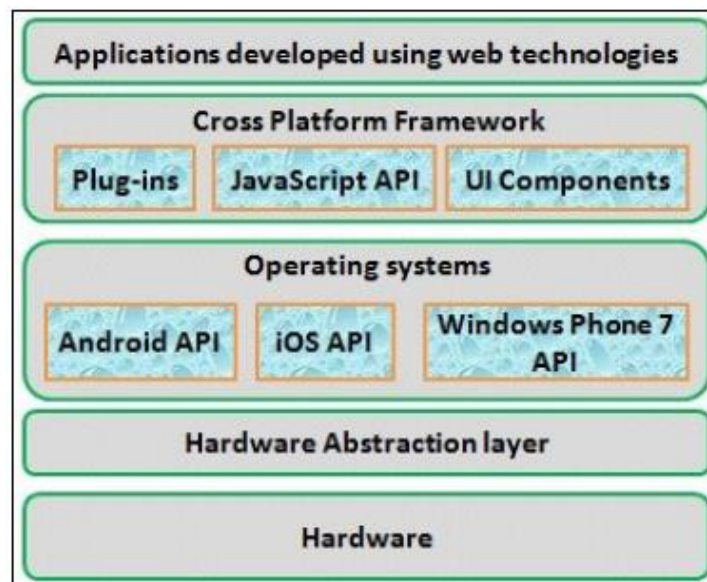 Applications developed using web technologies
Cross Platform Framework
Plug-ins
JavaScript API
UI Components
Operating systems
Android API
iOS API
Windows Phone 7
API
Hardware Abstraction layer
Hardware